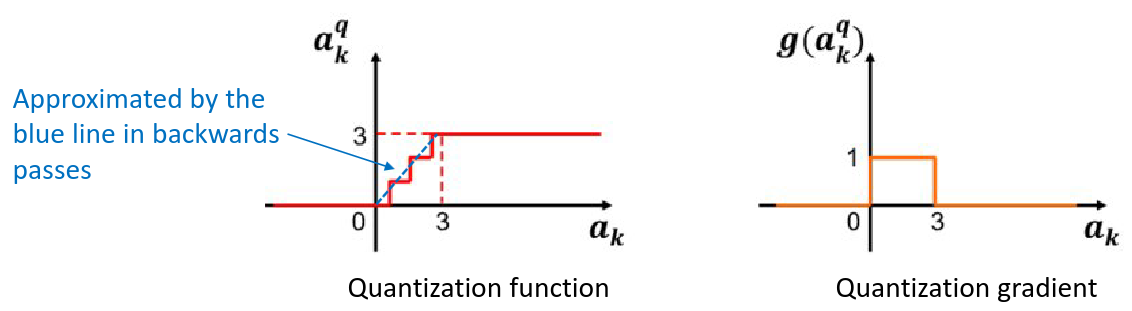 a_k^q
Approximated by the
blue line in backwards
passes
3
0
3
a_k
Quantization function
g(a_k^q)
1
0
3
a_k
Quantization gradient